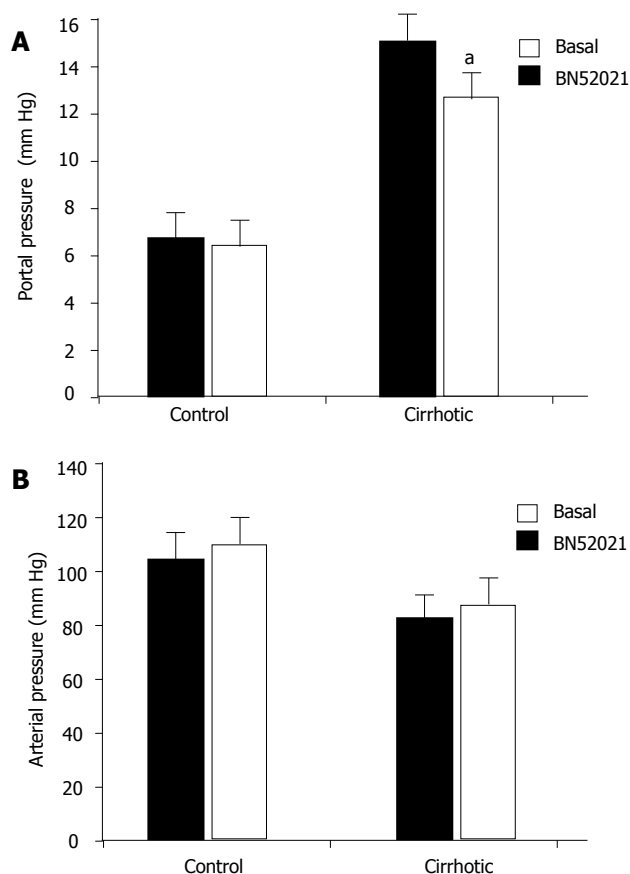 A
Portal pressure (mm Hg)
16
14
12
10
8
6
4
2
0
a
Basal
BN52021
Control Cirrhotic
B
Arterial pressure (mm Hg)
140
120
100
80
60
40
20
0
Basal
BN52021
Control Cirrhotic